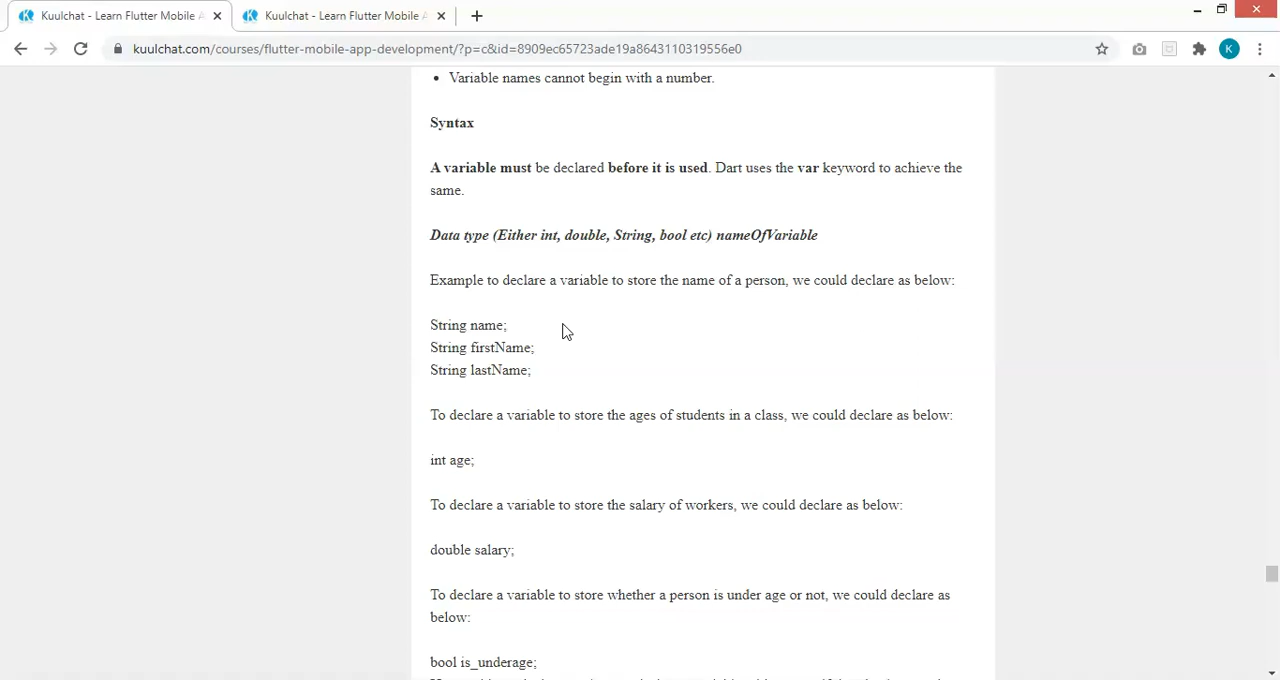 Kuulchat - Learn Flutter Mobile A
Kuulchat - Learn Flutter Mobile A
kuulchat.com/courses/flutter-mobile-app-development/?p=c&id=8909ec65723ade19a8643110319556e0
K
• Variable names cannot begin with a number.
Syntax
A variable must be declared before it is used. Dart uses the var keyword to achieve the
same.
Data type (Either int, double, String, bool etc) nameOfVariable
Example to declare a variable to store the name of a person, we could declare as below:
String name;
String firstName;
String lastName;
To declare a variable to store the ages of students in a class, we could declare as below:
int age;
To declare a variable to store the salary of workers, we could declare as below:
double salary;
To declare a variable to store whether a person is under age or not, we could declare as
below:
bool is_underage;